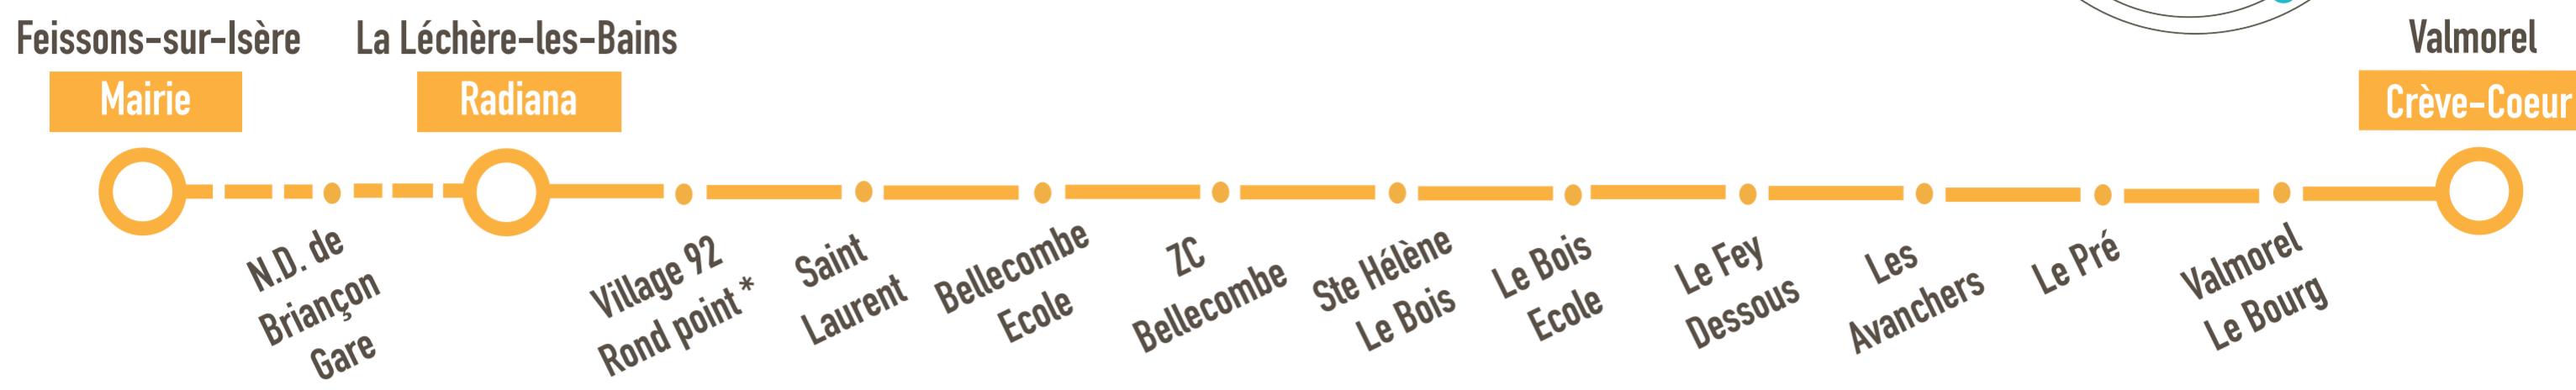 Feissons-sur-Isère
Mairie
La Léchère-les-Bains
Radiana
Valmorel
Crève-Coeur
N.D. de
Briançon
Gare
Village 92
Rond point*
Saint
Laurent
Bellecombe
Ecole
ZC
Bellecombe
Ste Hélène
Le Bois
Le Bois
Ecole
Le Fey
Dessous
Les
Avanchers
Le Pré
Valmorel
Le Bourg